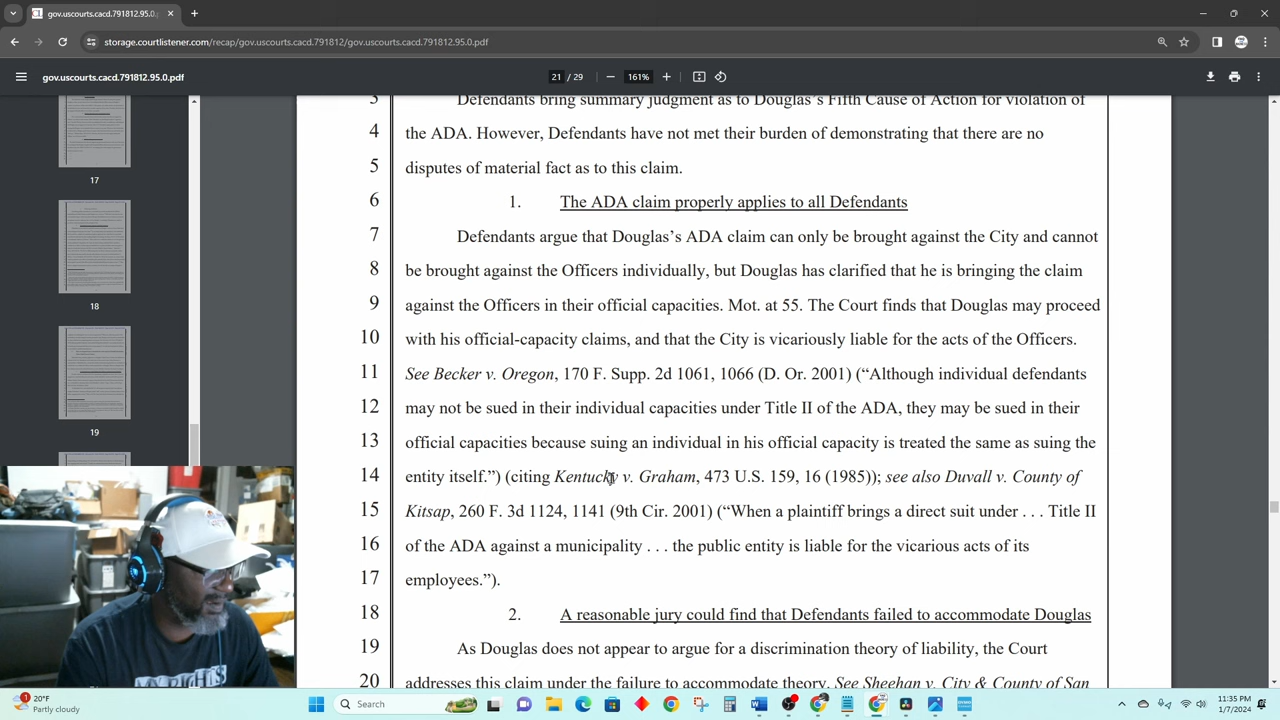 gov.uscourts.cacd.791812.95.0.pdf
storage.courtlistener.com/recap/gov.uscourts.cacd.791812/gov.uscourts.cacd.791812.95.0.pdf
gov.uscourts.cacd.791812.95.0.pdf
21 / 29
161%
17
18
19
3 Defendants bring summary judgment as to Douglas's Fifth Cause of Action for violation of
4 the ADA. However, Defendants have not met their burden of demonstrating that there are no
5 disputes of material fact as to this claim.
6 1. The ADA claim properly applies to all Defendants
7 Defendants argue that Douglas's ADA claim can only be brought against the City and cannot
8 be brought against the Officers individually, but Douglas has clarified that he is bringing the claim
9 against the Officers in their official capacities. Mot. at 55. The Court finds that Douglas may proceed
10 with his official-capacity claims, and that the City is vicariously liable for the acts of the Officers.
11 See Becker v. Oregon, 170 F. Supp. 2d 1061, 1066 (D. Or. 2001) (“Although individual defendants
12 may not be sued in their individual capacities under Title II of the ADA, they may be sued in their
13 official capacities because suing an individual in his official capacity is treated the same as suing the
14 entity itself.”) (citing Kentucky v. Graham, 473 U.S. 159, 16 (1985)); see also Duvall v. County of
15 Kitsap, 260 F. 3d 1124, 1141 (9th Cir. 2001) (“When a plaintiff brings a direct suit under . . . Title II
16 of the ADA against a municipality . . . the public entity is liable for the vicarious acts of its
17 employees.”).
18 2. A reasonable jury could find that Defendants failed to accommodate Douglas
19 As Douglas does not appear to argue for a discrimination theory of liability, the Court
20 addresses this claim under the failure to accommodate theory. See Sheehan v. City & County of San
1
20°F
Partly cloudy
Search
11:35 PM
1/7/2024